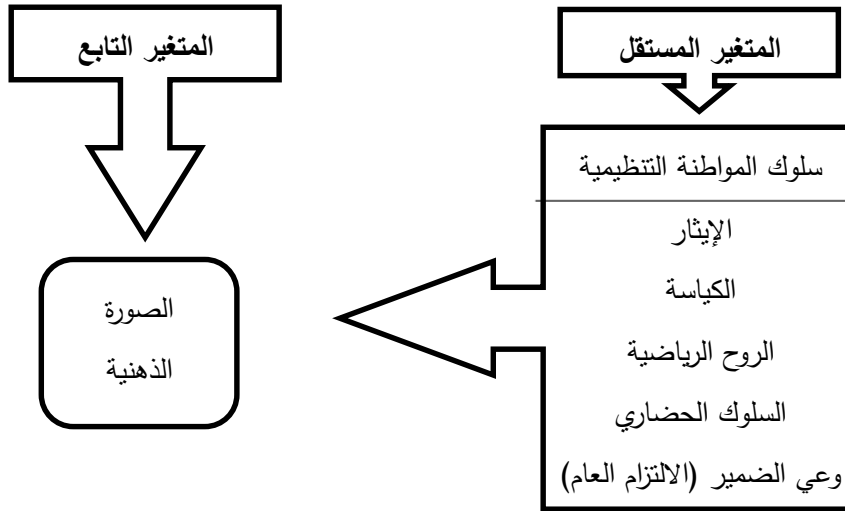 المتغير المستقل
المتغير التابع
سلوك المواطنة التنظيمية
الإيثار
الكياسة
الروح الرياضية
السلوك الحضاري
وعي الضمير (الالتزام العام)
الصورة
الذهنية